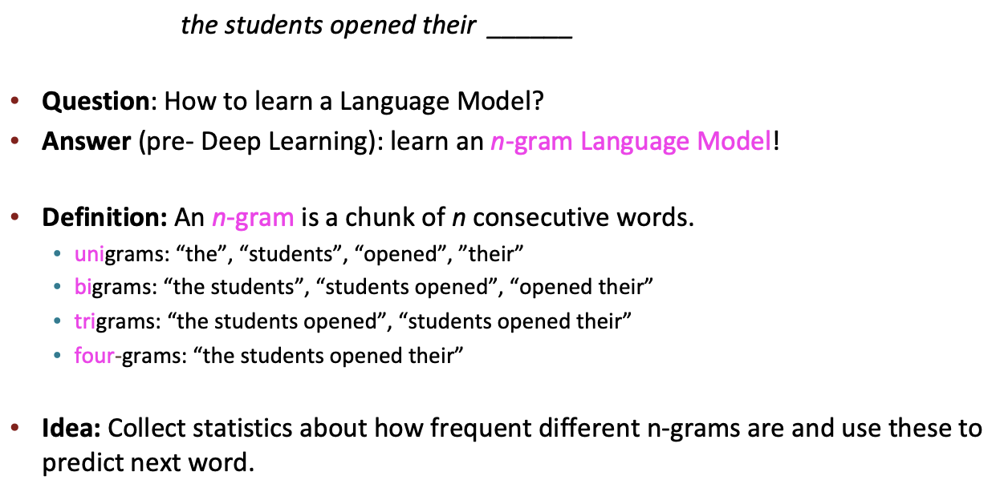 the students opened their ______
• Question: How to learn a Language Model?
• Answer (pre- Deep Learning): learn an n-gram Language Model!
• Definition: An n-gram is a chunk of n consecutive words.
• unigrams: “the”, “students”, “opened”, ”their”
• bigrams: “the students”, “students opened”, “opened their”
• trigrams: “the students opened”, “students opened their”
• four-grams: “the students opened their”
• Idea: Collect statistics about how frequent different n-grams are and use these to
predict next word.